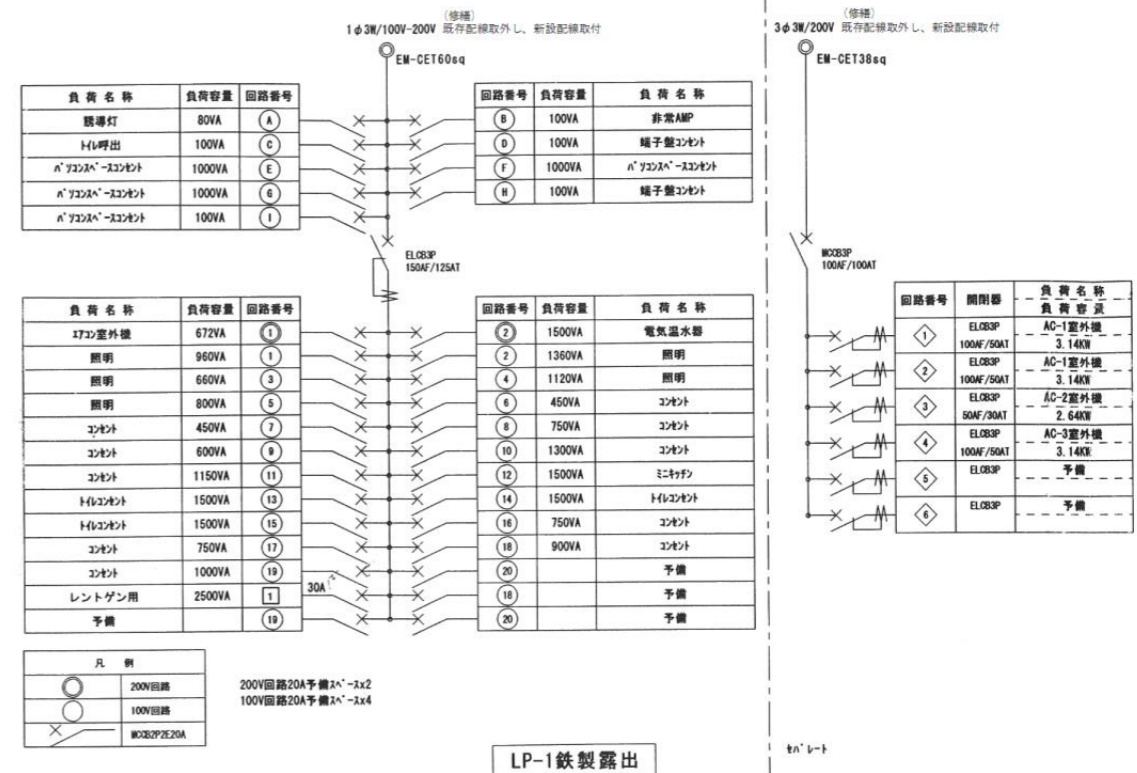 (修繕)
1φ3W/100V-200V 既存配線取外し、新設配線取付
EM-CET60sq
負荷名称 負荷容量 回路番号
誘導灯 80VA A
トイレ呼出 100VA C
パソコンスペースコンセント 1000VA E
パソコンスペースコンセント 1000VA G
パソコンスペースコンセント 100VA I
回路番号 負荷容量 負荷名称
B 100VA 非常AMP
D 100VA 端子盤コンセント
F 1000VA パソコンスペースコンセント
H 100VA 端子盤コンセント
ELCB3P
150AF/125AT
負荷名称 負荷容量 回路番号
エアコン室外機 672VA 1
照明 960VA 1
照明 660VA 3
照明 800VA 5
コンセント 450VA 7
コンセント 600VA 9
コンセント 1150VA 11
トイレコンセント 1500VA 13
トイレコンセント 1500VA 15
コンセント 750VA 17
コンセント 1000VA 19
レントゲン用 2500VA 1
予備 19
30A
回路番号 負荷容量 負荷名称
2 1500VA 電気温水器
2 1360VA 照明
4 1120VA 照明
6 450VA コンセント
8 750VA コンセント
10 1300VA コンセント
12 1500VA ミニキッチン
14 1500VA トイレコンセント
16 750VA コンセント
18 900VA コンセント
20 予備
18 予備
20 予備
凡 例
200V回路
100V回路
MCCB2P2E20A
200V回路20A予備スペースx2
100V回路20A予備スペースx4
LP-1鉄製露出
(修繕)
3φ3W/200V 既存配線取外し、新設配線取付
EM-CET38sq
MCCB3P
100AF/100AT
回路番号 開閉器 負荷名称
負荷容量
1 ELCB3P AC-1室外機
100AF/50AT 3.14KW
2 ELCB3P AC-1室外機
100AF/50AT 3.14KW
3 ELCB3P AC-2室外機
50AF/30AT 2.64KW
4 ELCB3P AC-3室外機
100AF/50AT 3.14KW
5 ELCB3P 予備
6 ELCB3P 予備
セパレート